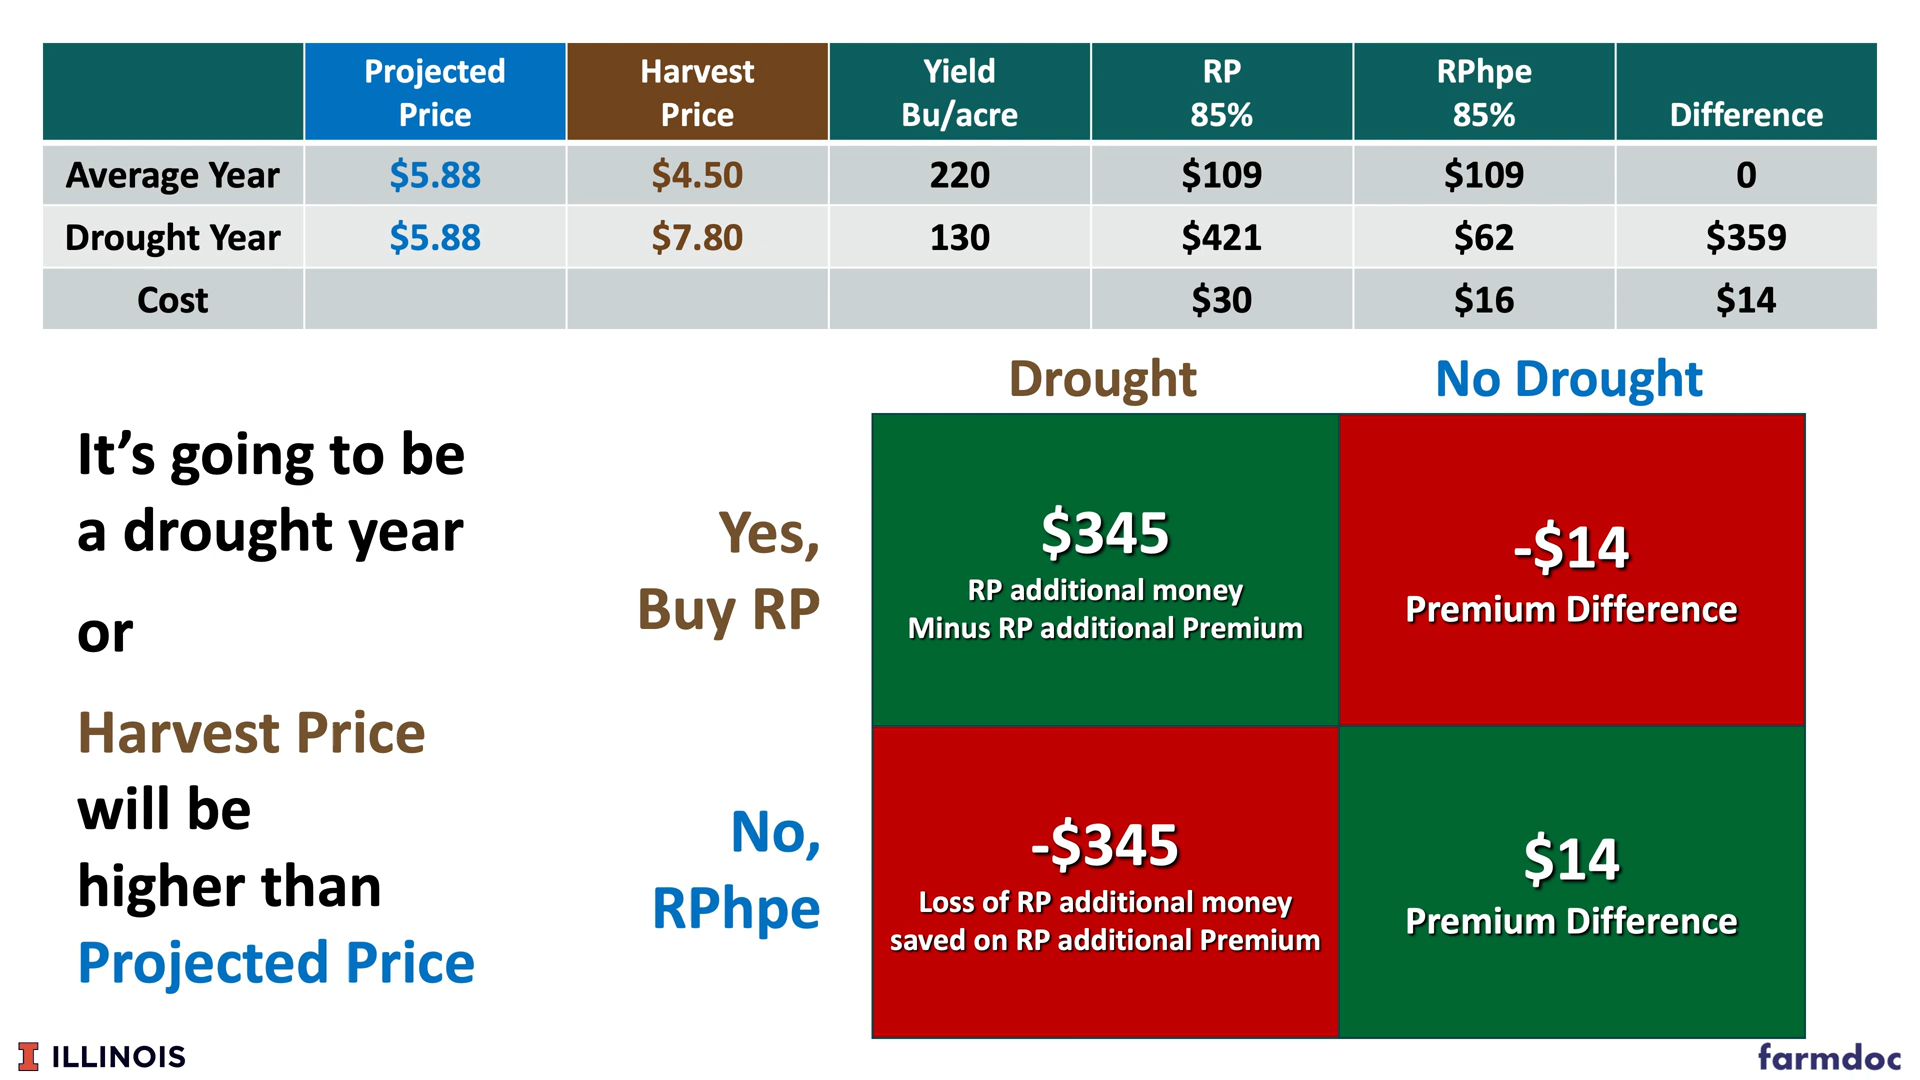 Projected Price
Harvest Price
Yield Bu/acre
RP 85%
RPhpe 85%
Difference
Average Year $5.88 $4.50 220 $109 $109 0
Drought Year $5.88 $7.80 130 $421 $62 $359
Cost $30 $16 $14
It's going to be
a drought year
or
Harvest Price
will be
higher than
Projected Price
Drought
No Drought
Yes,
Buy RP
$345
RP additional money
Minus RP additional Premium
-$14
Premium Difference
No,
RPhpe
-$345
Loss of RP additional money
saved on RP additional Premium
$14
Premium Difference
I ILLINOIS
farmdoc